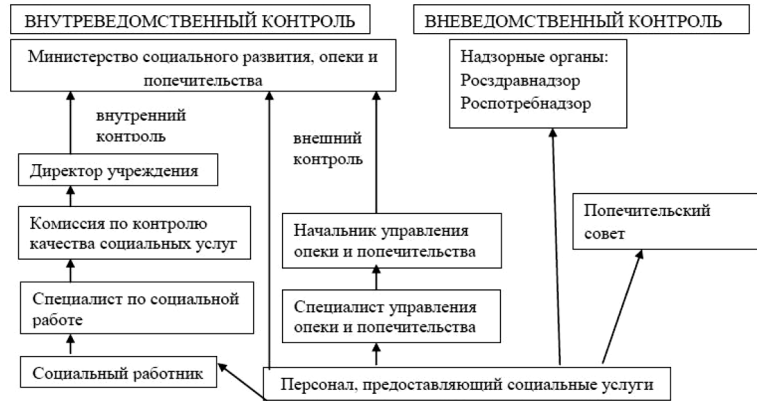 ВНУТРЕВЕДОМСТВЕННЫЙ КОНТРОЛЬ
ВНЕВЕДОМСТВЕННЫЙ КОНТРОЛЬ
Министерство социального развития, опеки и
попечительства
Надзорные органы:
Росздравнадзор
Роспотребнадзор
внутренний
контроль
внешний
контроль
Директор учреждения
Комиссия по контролю
качества социальных услуг
Начальник управления
опеки и попечительства
Попечительский
совет
Специалист по социальной
работе
Специалист управления
опеки и попечительства
Социальный работник
Персонал, предоставляющий социальные услуги